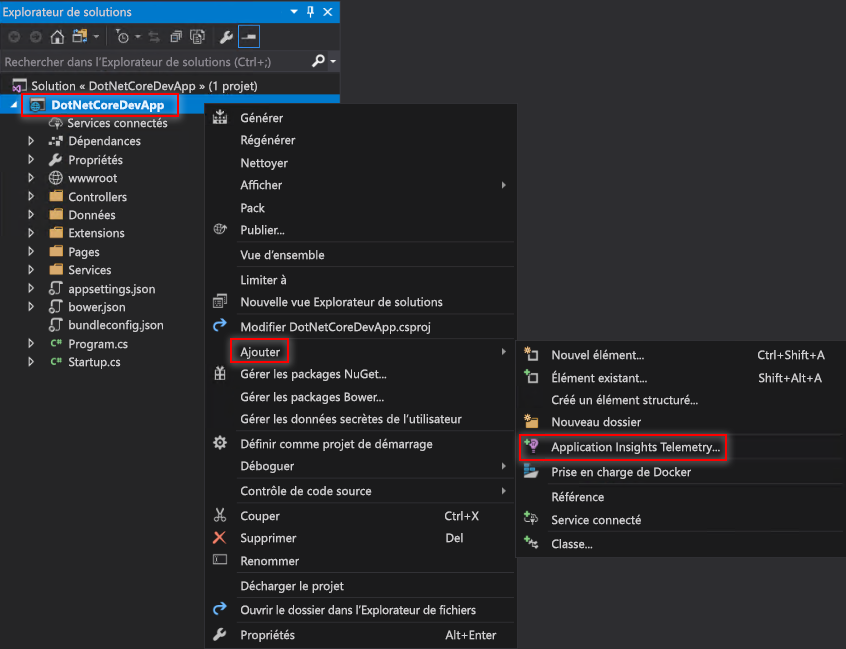 Explorateur de solutions
Rechercher dans l'Explorateur de solutions (Ctrl+;)
Solution « DotNetCoreDevApp » (1 projet)
DotNetCoreDevApp
Services connectés
Dépendances
Propriétés
wwwroot
Controllers
Données
Extensions
Pages
Services
appsettings.json
bower.json
bundleconfig.json
C# Program.cs
C# Startup.cs
Générer
Régénérer
Nettoyer
Afficher
Pack
Publier...
Vue d'ensemble
Limiter à
Nouvelle vue Explorateur de solutions
Modifier DotNetCoreDevApp.csproj
Ajouter
Gérer les packages NuGet...
Gérer les packages Bower...
Gérer les données secrètes de l'utilisateur
Définir comme projet de démarrage
Déboguer
Contrôle de code source
Couper Ctrl+X
Supprimer Del
Renommer
Décharger le projet
Ouvrir le dossier dans l'Explorateur de fichiers
Propriétés Alt+Enter
Nouvel élément... Ctrl+Shift+A
Élément existant... Shift+Alt+A
Créé un élément structuré...
Nouveau dossier
Application Insights Telemetry...
Prise en charge de Docker
Référence
Service connecté
Classe...